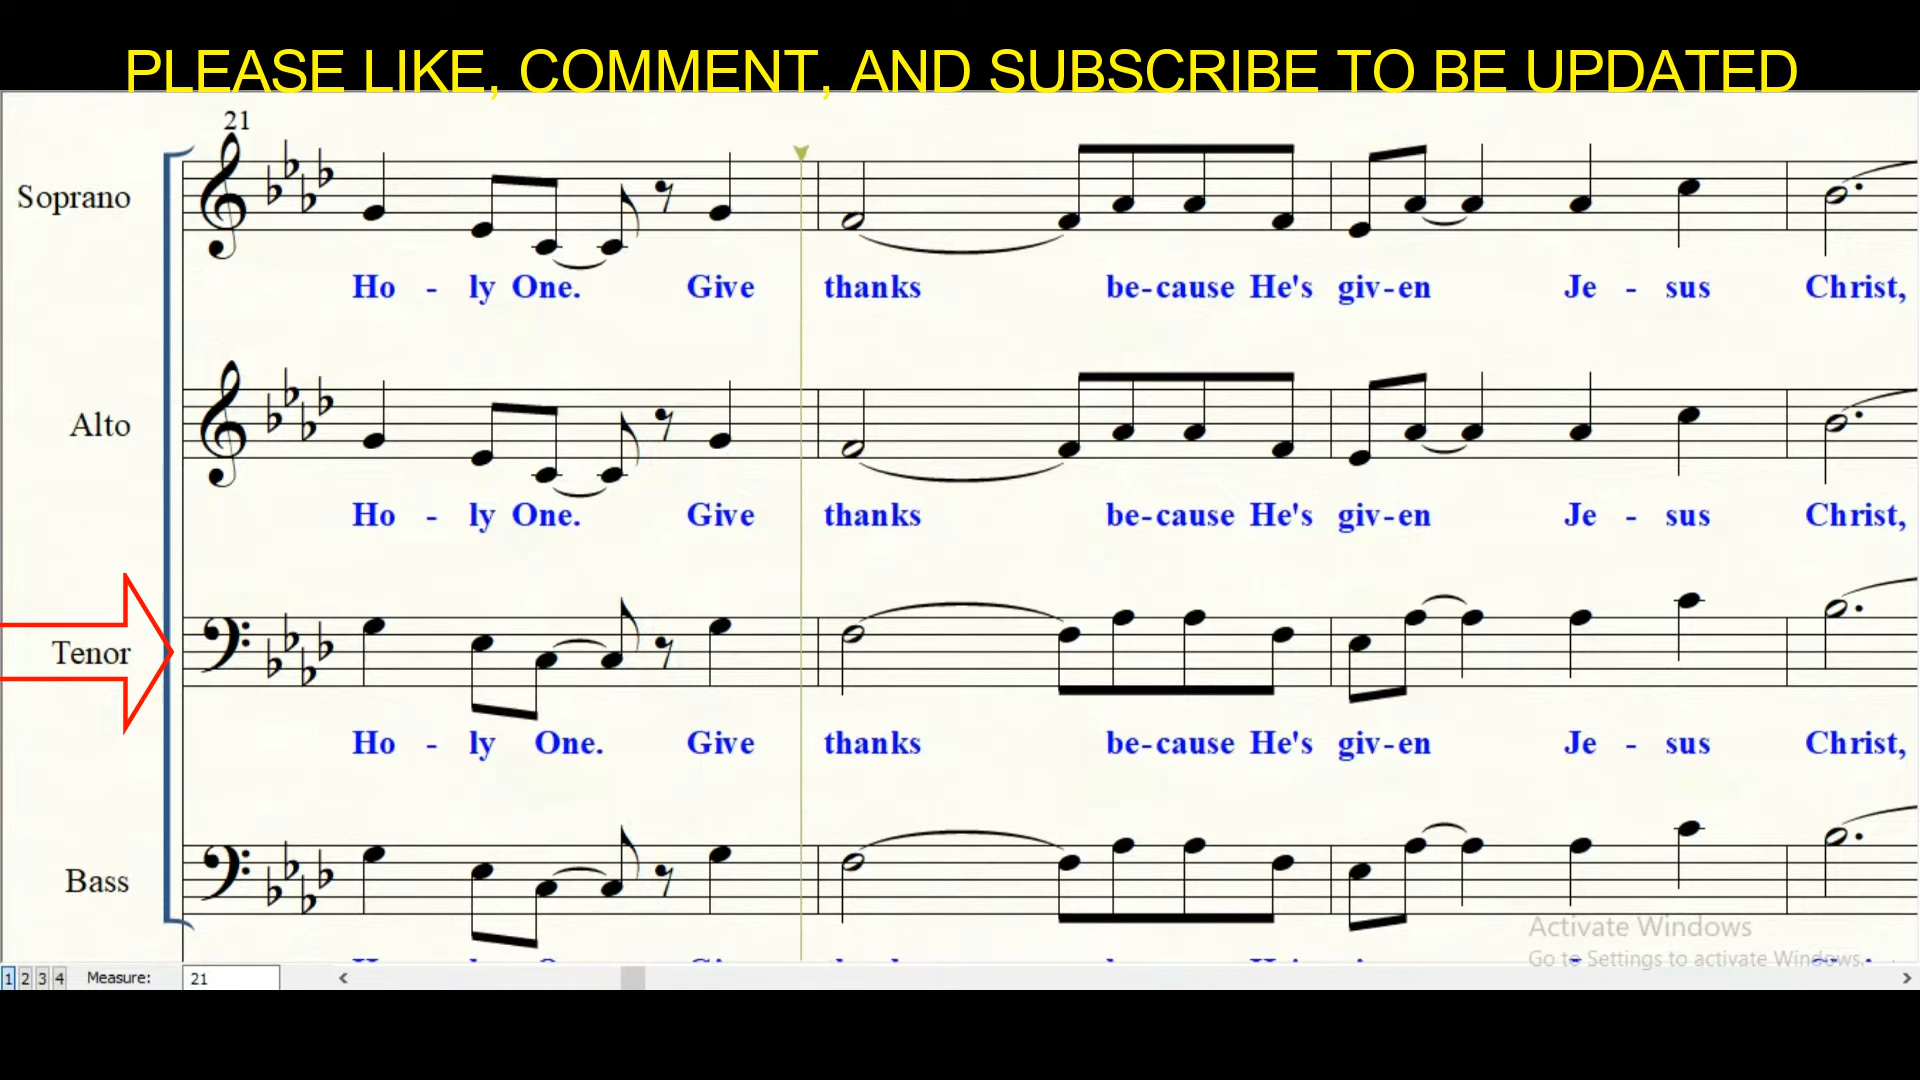 PLEASE LIKE, COMMENT, AND SUBSCRIBE TO BE UPDATED
21
Soprano
Ho - ly One. Give thanks be-cause He's giv-en Je - sus Christ,
Alto
Ho - ly One. Give thanks be-cause He's giv-en Je - sus Christ,
Tenor
Ho - ly One. Give thanks be-cause He's giv-en Je - sus Christ,
Bass
Activate Windows
Go to Settings to activate Windows.
1 2 3 4 Measure: 21